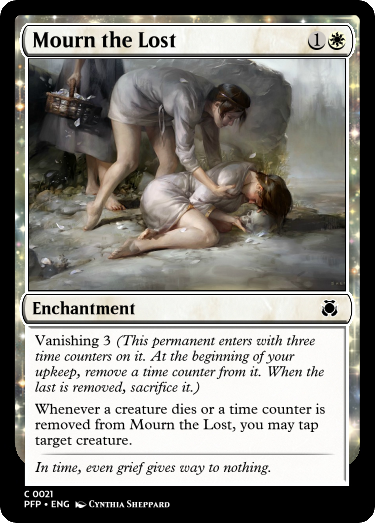 Mourn the Lost 1
Enchantment
Vanishing 3 (This permanent enters with three
time counters on it. At the beginning of your
upkeep, remove a time counter from it. When the
last is removed, sacrifice it.)
Whenever a creature dies or a time counter is
removed from Mourn the Lost, you may tap
target creature.
In time, even grief gives way to nothing.
C 0021
PFP • ENG Cynthia Sheppard